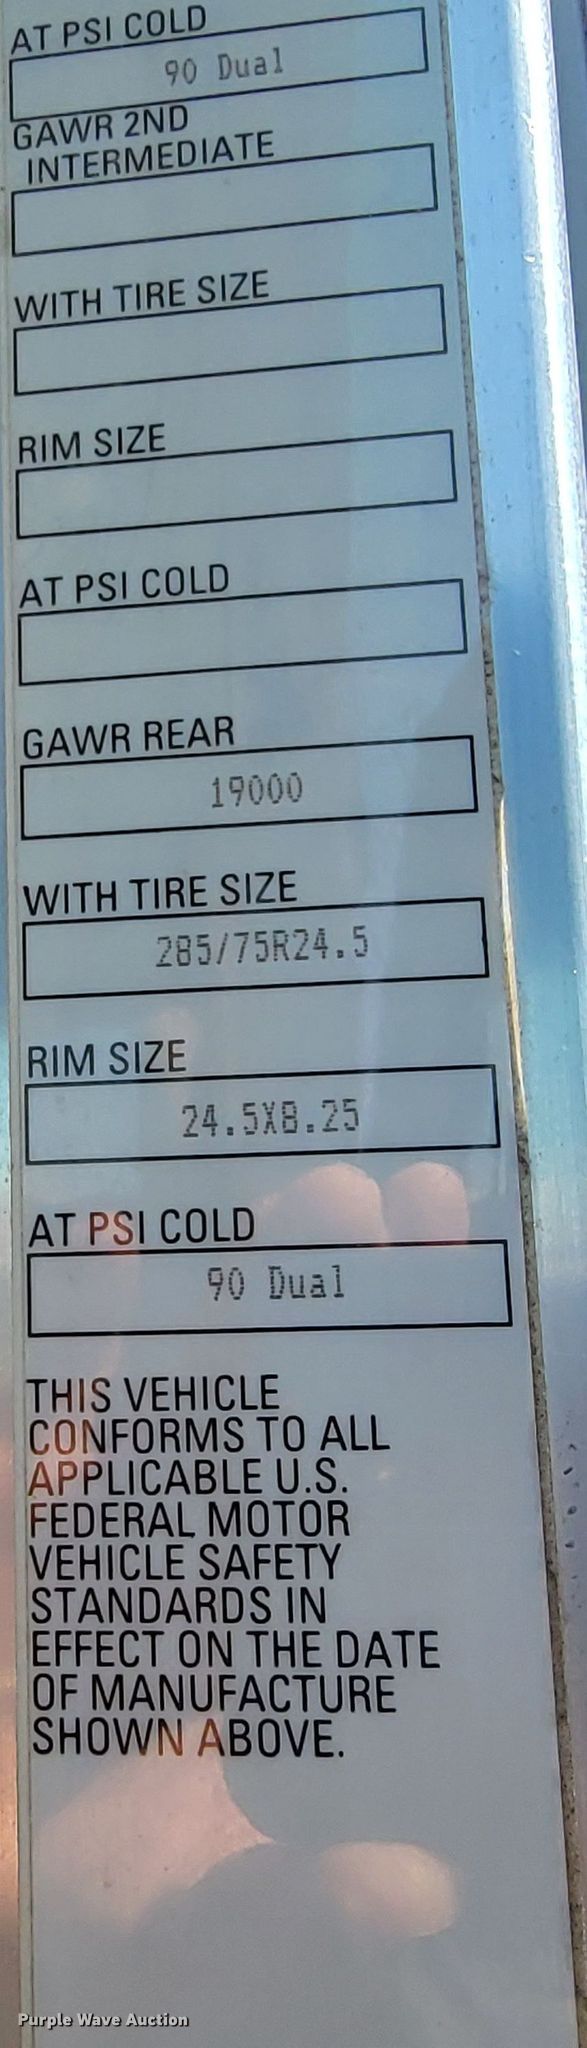 AT PSI COLD
90 Dual
GAWR 2ND
INTERMEDIATE
WITH TIRE SIZE
RIM SIZE
AT PSI COLD
GAWR REAR
19000
WITH TIRE SIZE
285/75R24.5
RIM SIZE
24.5X8.25
AT PSI COLD
90 Dual
THIS VEHICLE
CONFORMS TO ALL
APPLICABLE U.S.
FEDERAL MOTOR
VEHICLE SAFETY
STANDARDS IN
EFFECT ON THE DATE
OF MANUFACTURE
SHOWN ABOVE.
Purple Wave Auction